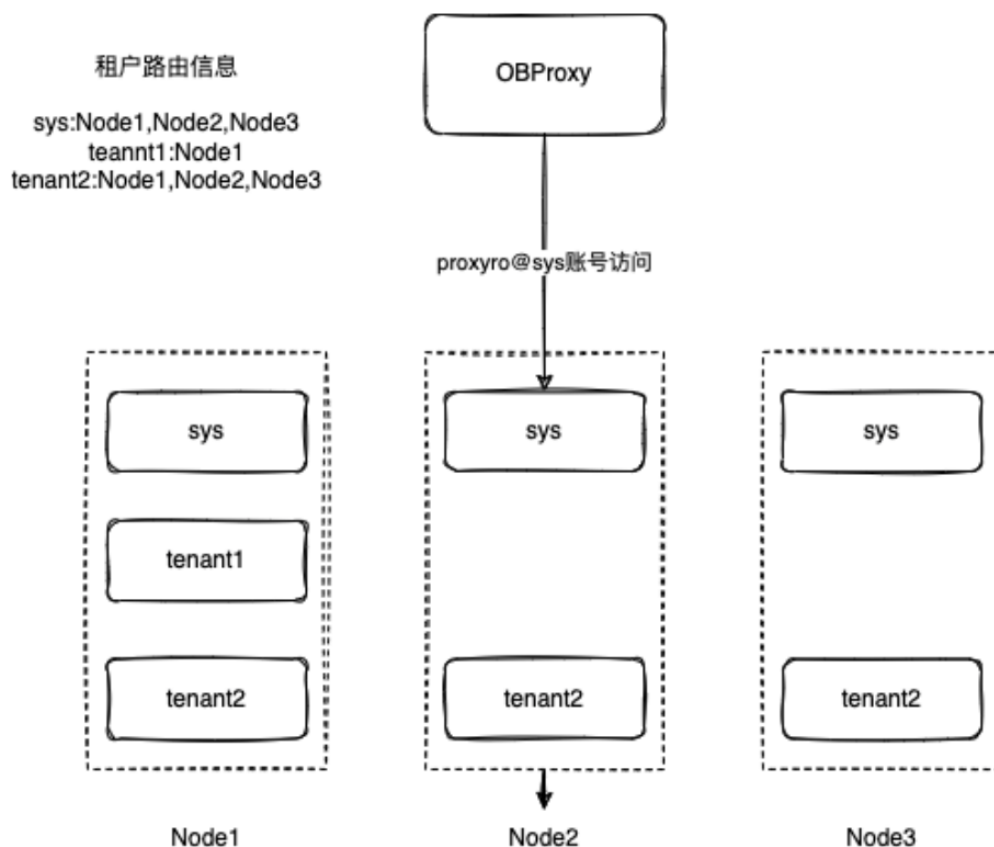 租户路由信息
sys:Node1,Node2,Node3
teannt1:Node1
tenant2:Node1,Node2,Node3
OBProxy
proxyro@sys账号访问
sys
sys
sys
tenant1
tenant2
tenant2
tenant2
Node1
Node2
Node3